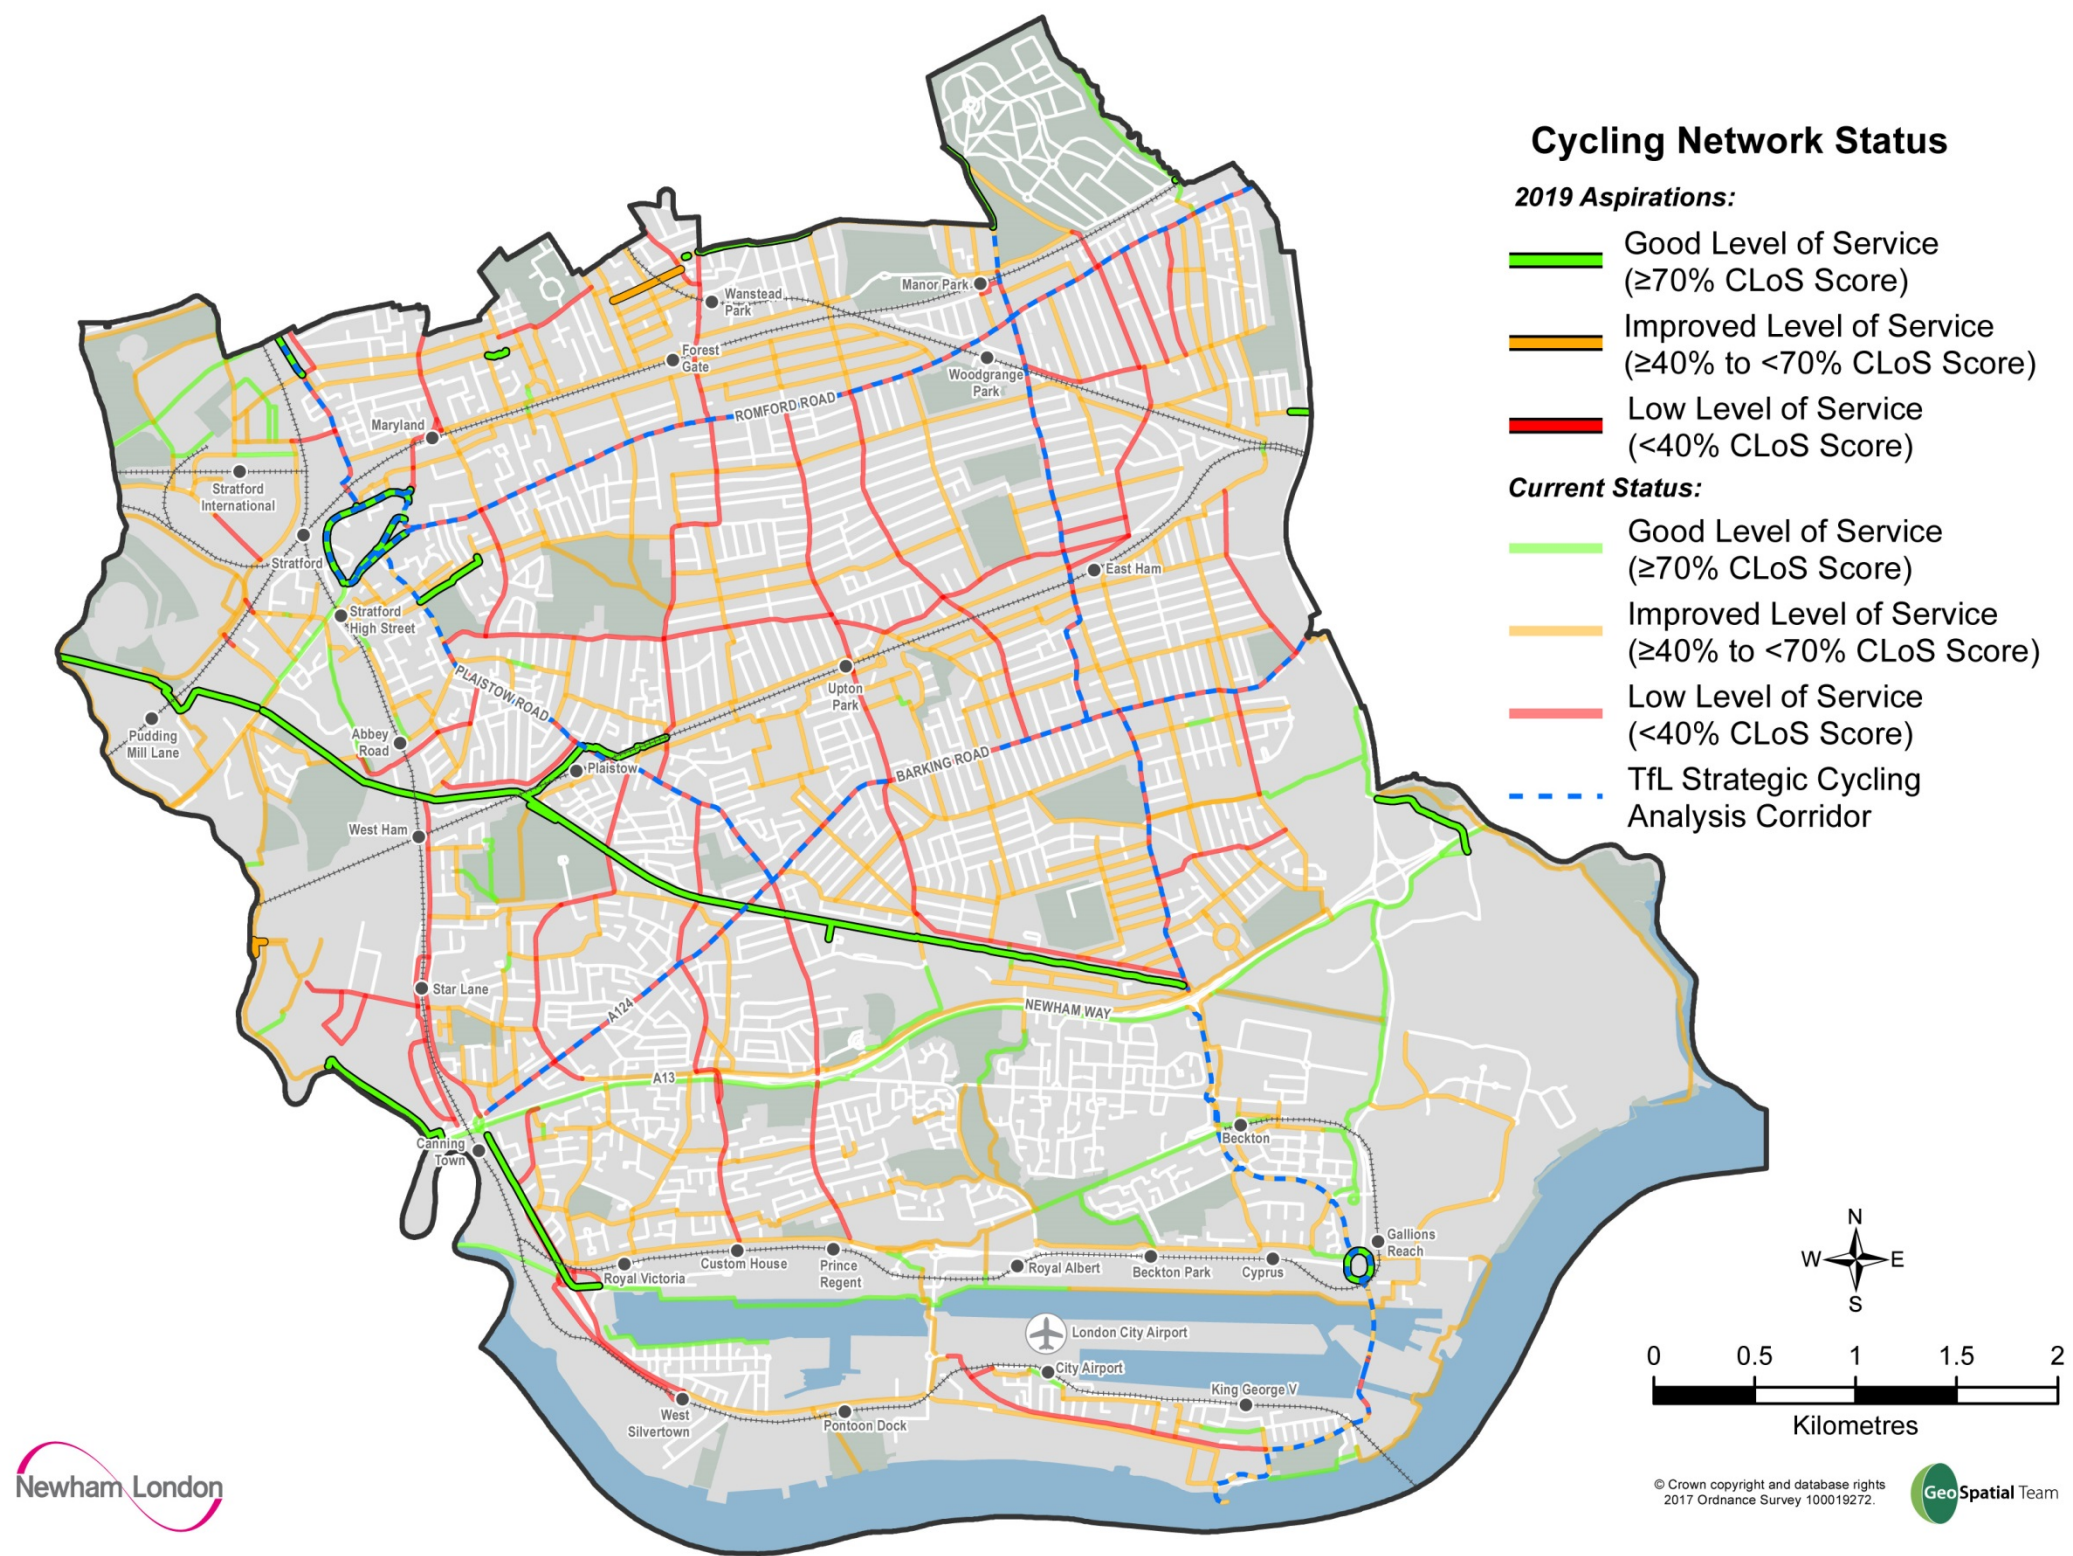 Cycling Network Status
2019 Aspirations:
Good Level of Service
(≥70% CLoS Score)
Improved Level of Service
(≥40% to <70% CLoS Score)
Low Level of Service
(<40% CLoS Score)
Current Status:
Good Level of Service
(≥70% CLoS Score)
Improved Level of Service
(≥40% to <70% CLoS Score)
Low Level of Service
(<40% CLoS Score)
TfL Strategic Cycling
Analysis Corridor
Manor Park
Wanstead
Park
Forest
Gate
Woodgrange
Park
ROMFORD ROAD
Maryland
Stratford
International
Stratford
East Ham
Stratford
High Street
PLAISTOW ROAD
Upton
Park
Pudding
Mill Lane
Abbey
Road
Plaistow
BARKING ROAD
West Ham
Star Lane
A124
NEWHAM WAY
A13
Canning
Town
Beckton
Royal Victoria
Custom House
Prince
Regent
Royal Albert
Beckton Park
Cyprus
Gallions
Reach
London City Airport
City Airport
King George V
West
Silvertown
Pontoon Dock
N
W E
S
0 0.5 1 1.5 2
Kilometres
Newham London
© Crown copyright and database rights
2017 Ordnance Survey 100019272.
GeoSpatial Team